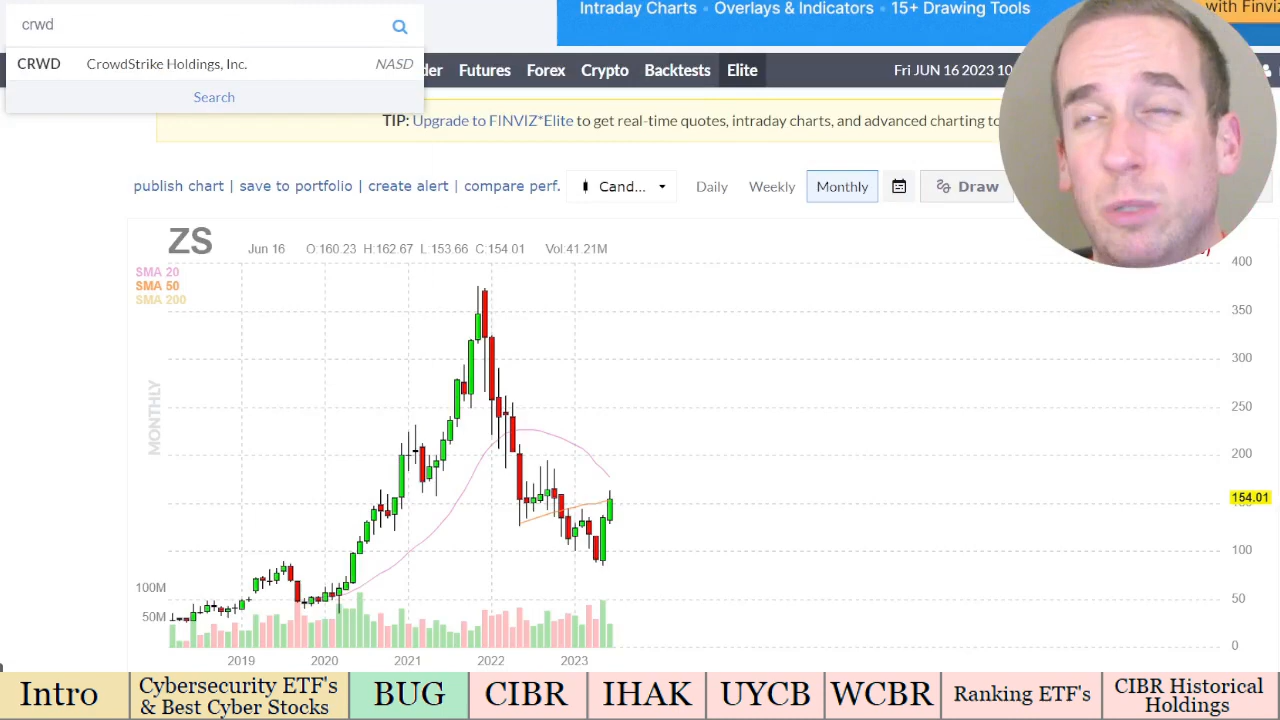 crwd
CRWD CrowdStrike Holdings, Inc. NASD
Search
Intraday Charts • Overlays & Indicators • 15+ Drawing Tools
with Finviz
der Futures Forex Crypto Backtests Elite
Fri JUN 16 2023 10
TIP: Upgrade to FINVIZ*Elite to get real-time quotes, intraday charts, and advanced charting to
publish chart | save to portfolio | create alert | compare perf.
Cand... Daily Weekly Monthly Draw
ZS Jun 16 O:160.23 H:162.67 L:153.66 C:154.01 Vol 41.21M
SMA 20
SMA 50
SMA 200
MONTHLY
400
350
300
250
200
154.01
100
50
0
100M
50M
2019 2020 2021 2022 2023
Intro
Cybersecurity ETF's
& Best Cyber Stocks
BUG
CIBR
IHAK
UYCB
WCBR
Ranking ETF's
CIBR Historical
Holdings